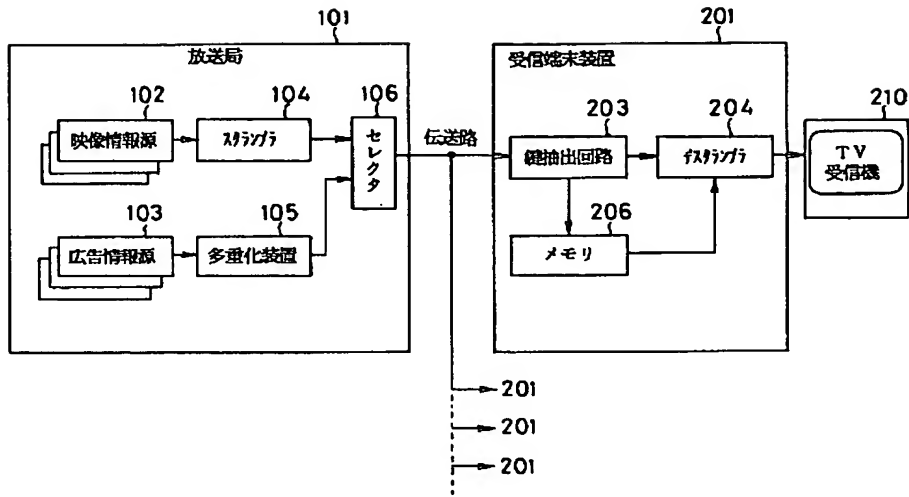 101
放送局
102
映像情報源
104
スクランブラ
106
セレクタ
103
広告情報源
105
多重化装置
伝送路
201
受信端末装置
203
鍵抽出回路
204
デスクランブラ
206
メモリ
210
TV
受信機
201
201
201